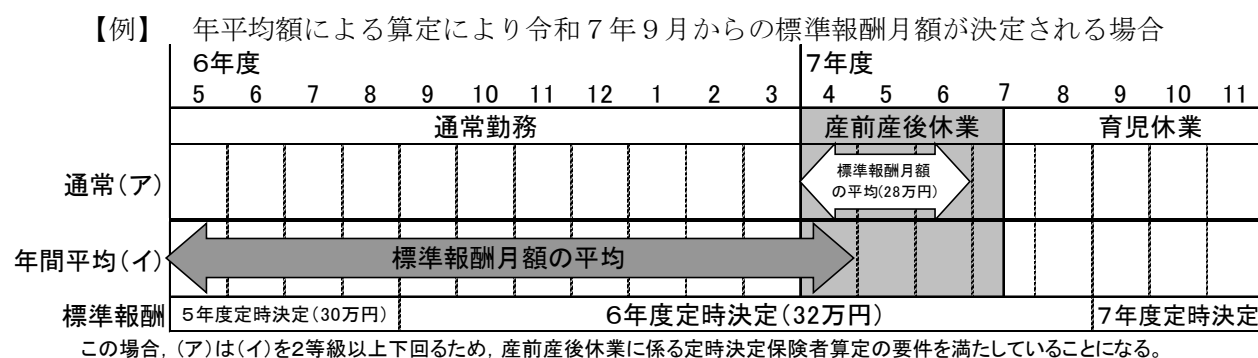 【例】 年平均額による算定により令和７年９月からの標準報酬月額が決定される場合
6年度 7年度
5 6 7 8 9 10 11 12 1 2 3 4 5 6 7 8 9 10 11
通常勤務 産前産後休業 育児休業
通常(ア)
標準報酬月額
の平均(28万円)
年間平均(イ) 標準報酬月額の平均
標準報酬 5年度定時決定(30万円) 6年度定時決定(32万円) 7年度定時決定
この場合，(ア)は(イ)を2等級以上下回るため，産前産後休業に係る定時決定保険者算定の要件を満たしていることになる。